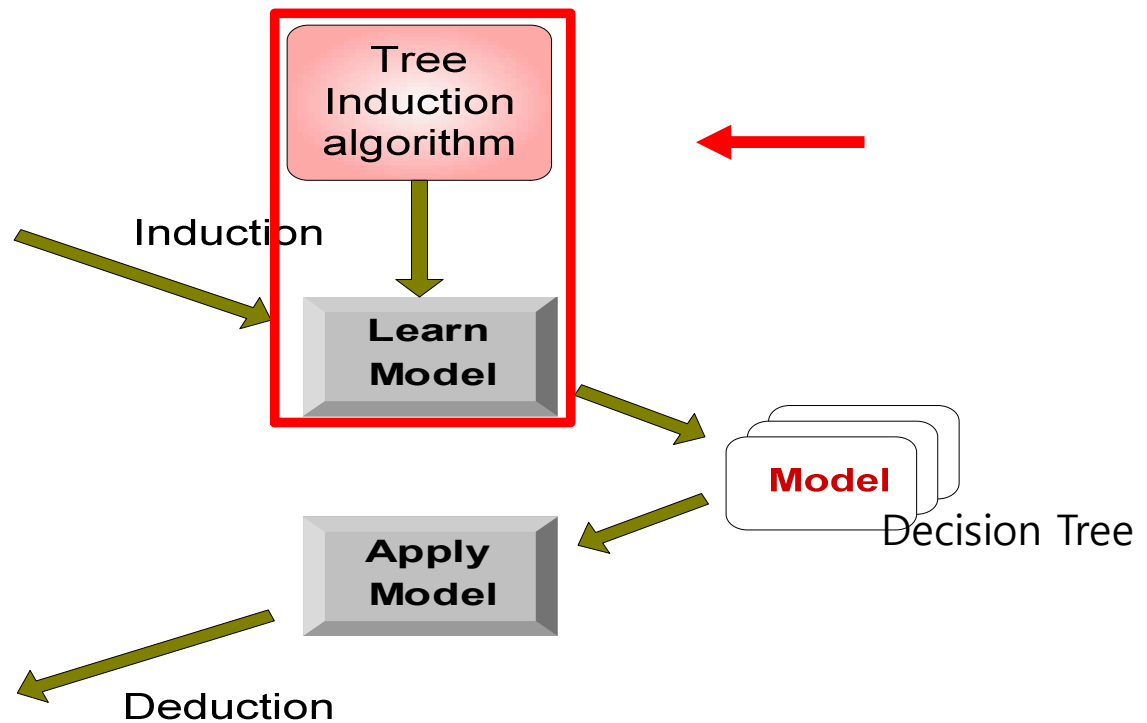 Tree
Induction
algorithm
Induction
Learn
Model
Model
Decision Tree
Apply
Model
Deduction